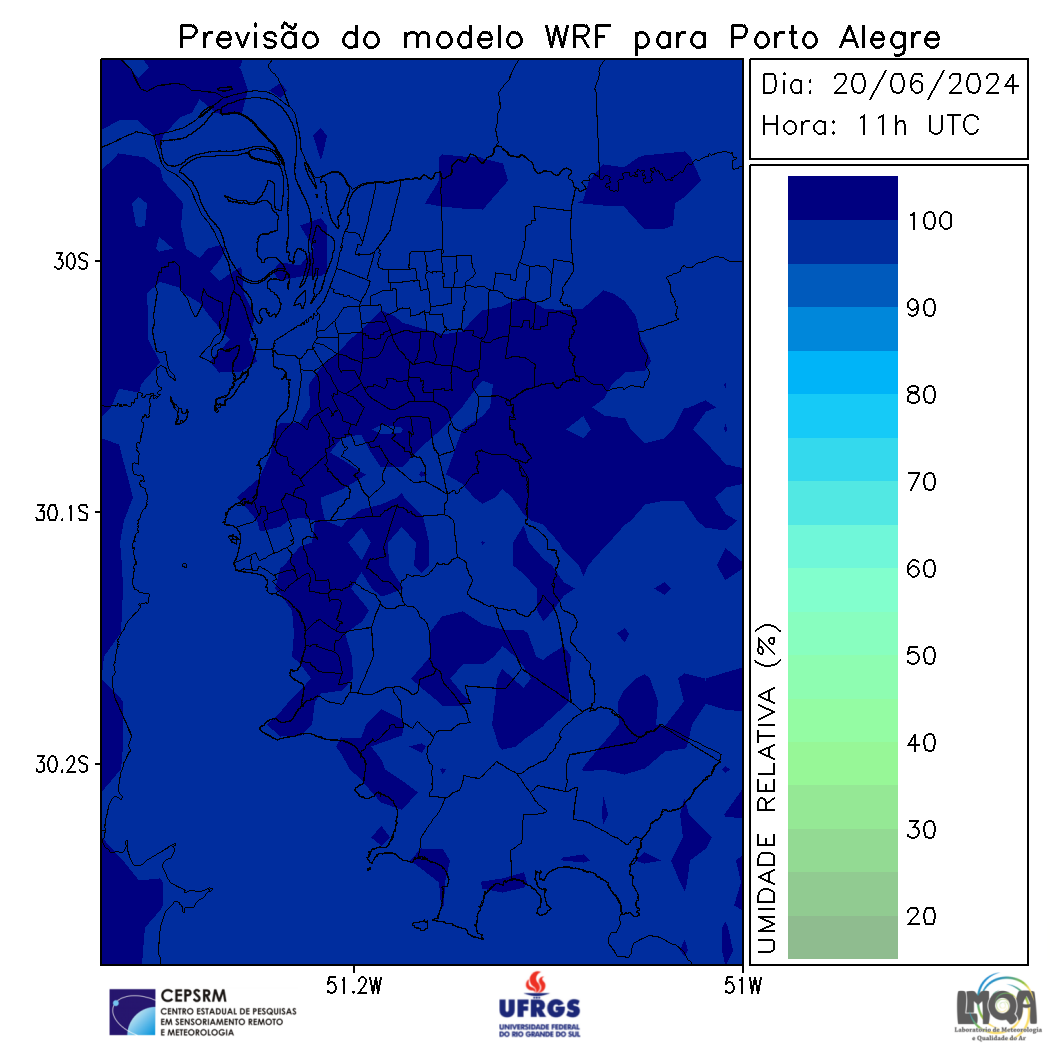 Previsão do modelo WRF para Porto Alegre
Dia: 20/06/2024
Hora: 11h UTC
100
90
80
70
60
50
40
30
20
UMIDADE RELATIVA (%)
30S
30.1S
30.2S
51.2W
51W
CEPSRM
CENTRO ESTADUAL DE PESQUISAS
EM SENSORIAMENTO REMOTO
E METEOROLOGIA
UFRGS
UNIVERSIDADE FEDERAL
DO RIO GRANDE DO SUL
LMQA
Laboratório de Meteorologia
e Qualidade do Ar